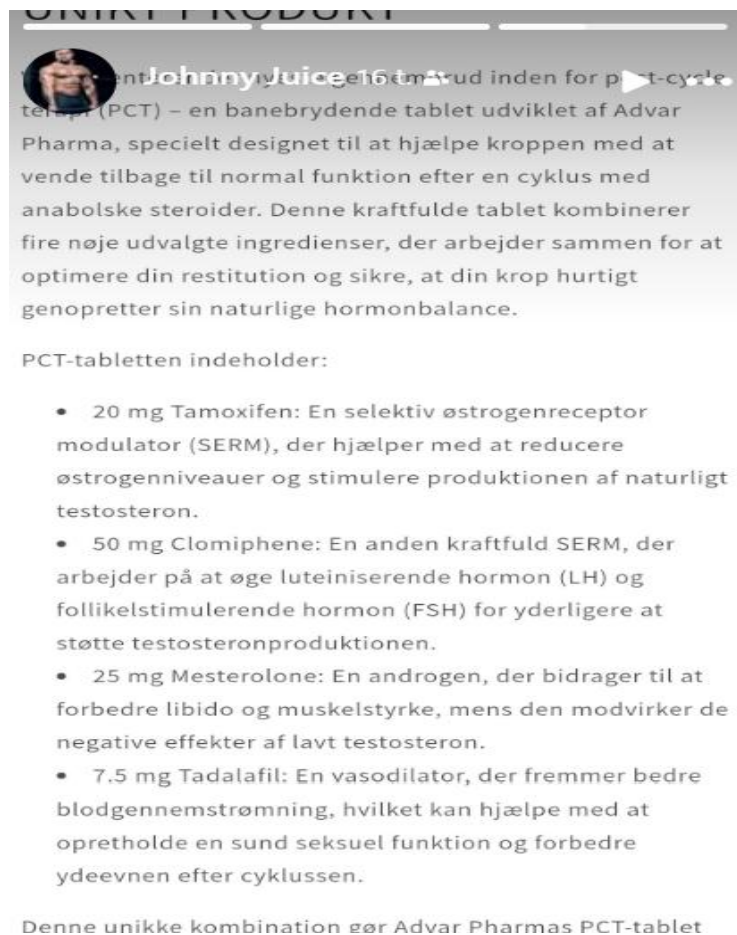 UNIKT PRODUKT
Johnny Juice 16 t
inden for
(PCT) – en banebrydende tablet udviklet af Advar
Pharma, specielt designet til at hjælpe kroppen med at
vende tilbage til normal funktion efter en cyklus med
anabolske steroider. Denne kraftfulde tablet kombinerer
fire nøje udvalgte ingredienser, der arbejder sammen for at
optimere din restitution og sikre, at din krop hurtigt
genopretter sin naturlige hormonbalance.
PCT-tabletten indeholder:
• 20 mg Tamoxifen: En selektiv østrogenreceptor
modulator (SERM), der hjælper med at reducere
østrogenniveauer og stimulere produktionen af naturligt
testosteron.
• 50 mg Clomiphene: En anden kraftfuld SERM, der
arbejder på at øge luteiniserende hormon (LH) og
follikelstimulerende hormon (FSH) for yderligere at
støtte testosteronproduktionen.
• 25 mg Mesterolone: En androgen, der bidrager til at
forbedre libido og muskelstyrke, mens den modvirker de
negative effekter af lavt testosteron.
• 7.5 mg Tadalafil: En vasodilator, der fremmer bedre
blodgennemstrømning, hvilket kan hjælpe med at
opretholde en sund seksuel funktion og forbedre
ydeevnen efter cyklussen.
Denne unikke kombination gør Advar Pharmas PCT-tablet